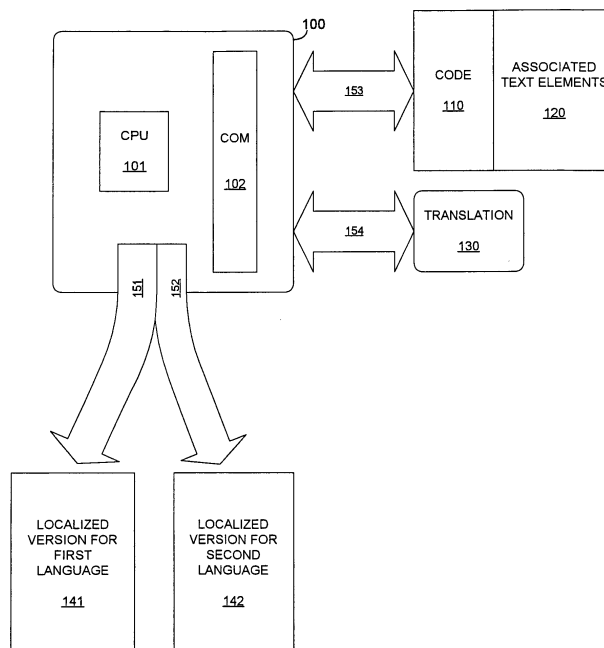 100
CPU
101
COM
102
153
CODE
110
ASSOCIATED
TEXT ELEMENTS
120
154
TRANSLATION
130
151
152
LOCALIZED
VERSION FOR
FIRST
LANGUAGE
141
LOCALIZED
VERSION FOR
SECOND
LANGUAGE
142